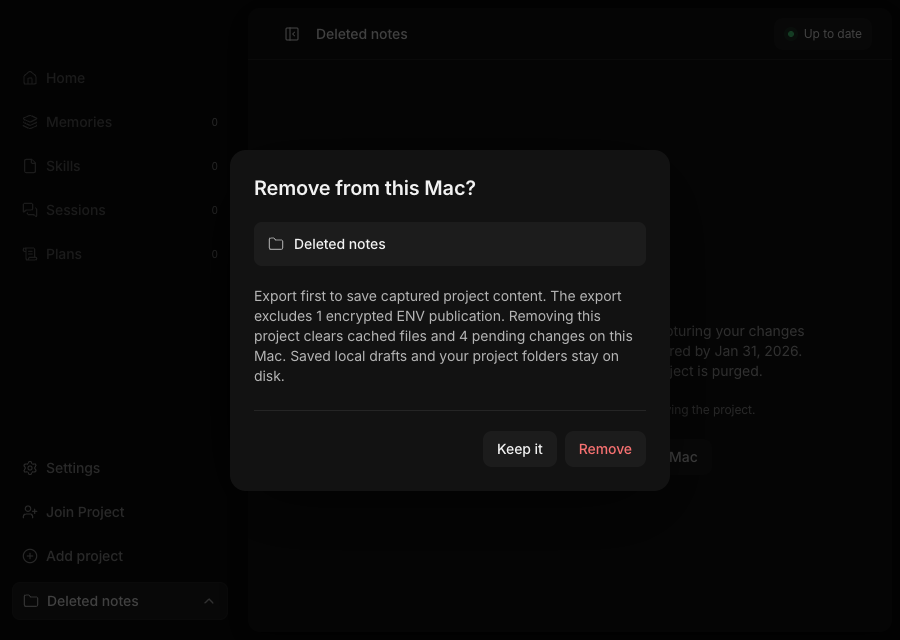 Deleted notes
Up to date
Home
Memories 0
Skills 0
Sessions 0
Plans 0
Remove from this Mac?
Deleted notes
Export first to save captured project content. The export
excludes 1 encrypted ENV publication. Removing this
project clears cached files and 4 pending changes on this
Mac. Saved local drafts and your project folders stay on
disk.
Keep it
Remove
pturing your changes
red by Jan 31, 2026.
ject is purged.
ing the project.
Mac
Settings
Join Project
Add project
Deleted notes